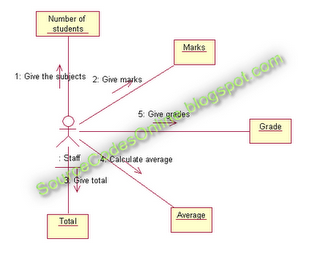 Number of
students
Marks
1: Give the subjects
2: Give marks
5: Give grades
Grade
: Staff
4: Calculate average
3: Give total
Total
Average
SourceCodesOnline.blogspot.com